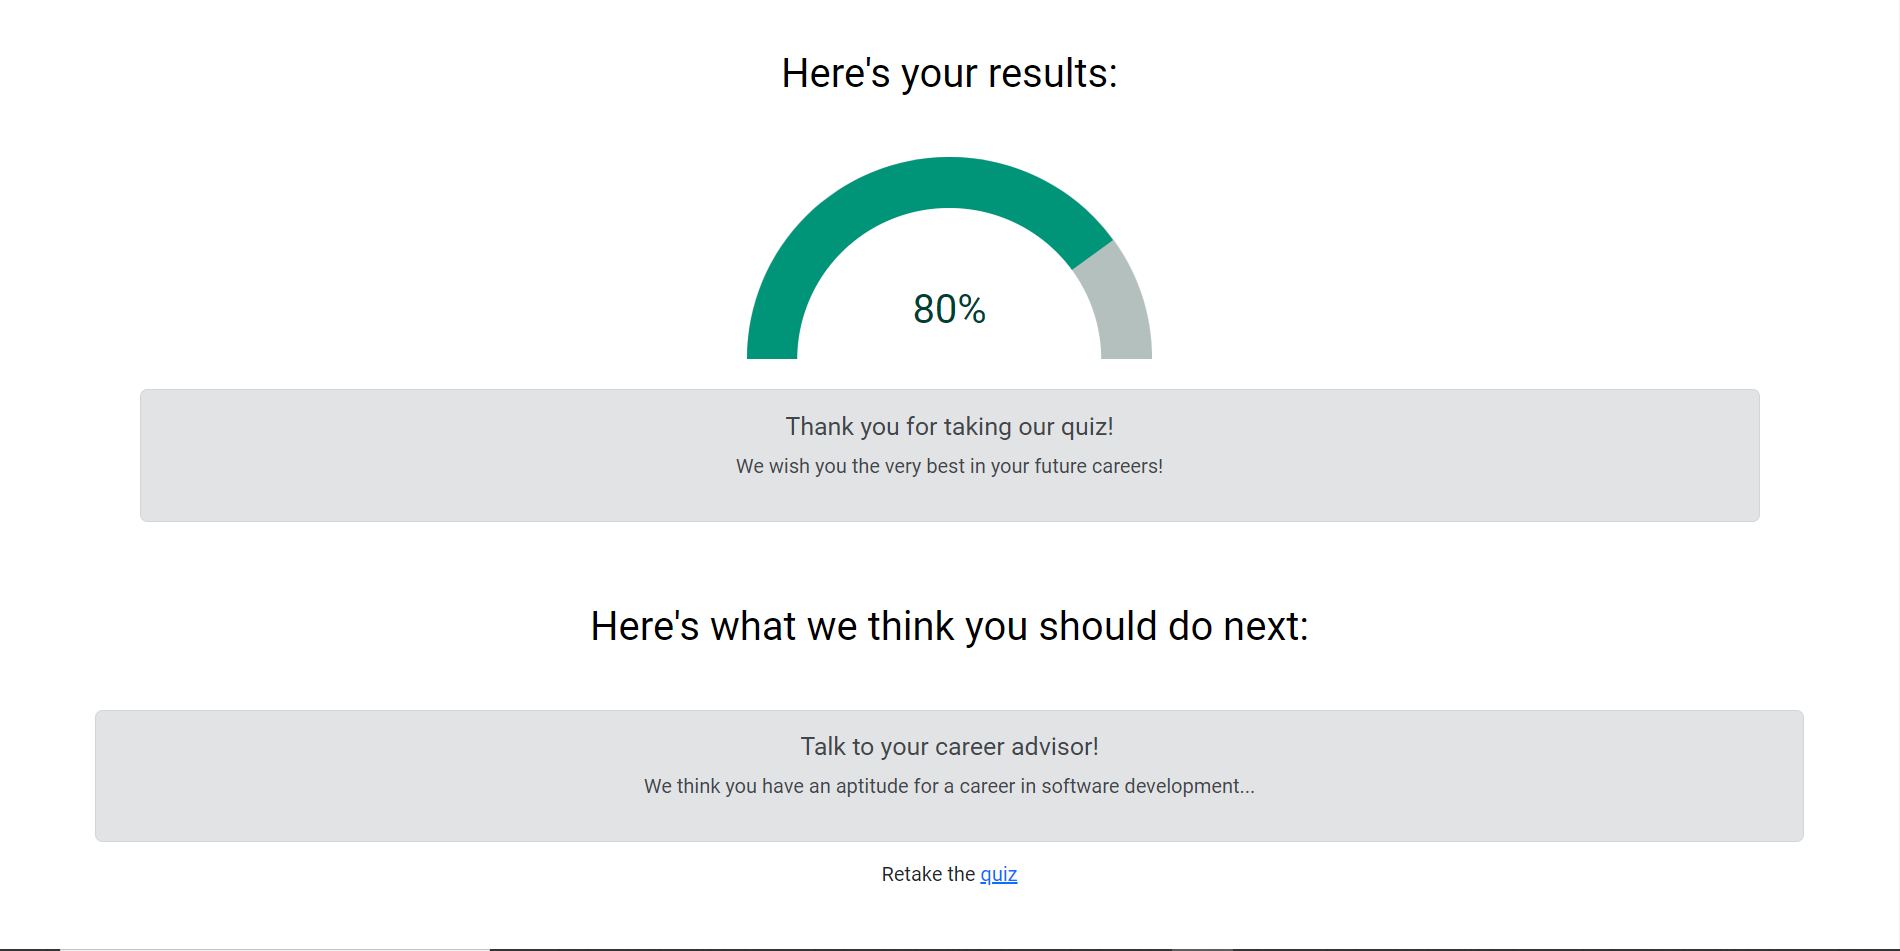 Here's your results:
80%
Thank you for taking our quiz!
We wish you the very best in your future careers!
Here's what we think you should do next:
Talk to your career advisor!
We think you have an aptitude for a career in software development...
Retake the quiz